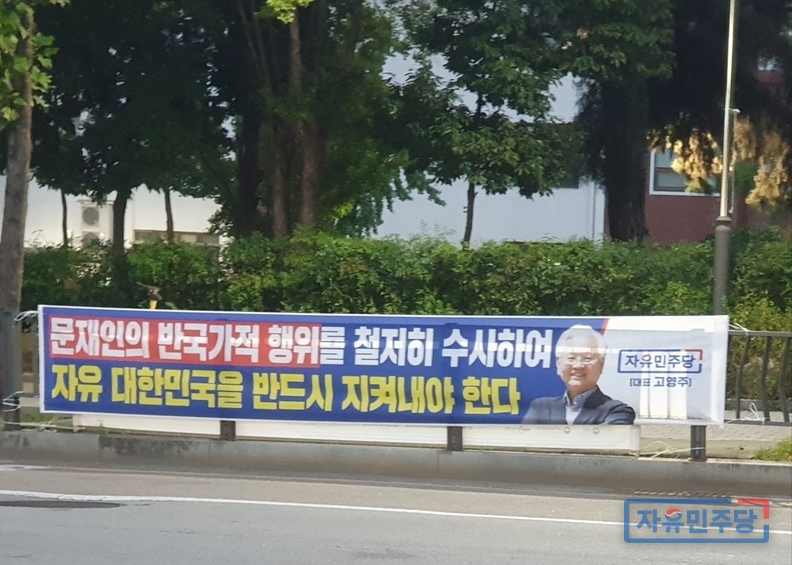 문재인의 반국가적 행위를 철저히 수사하여
자유 대한민국을 반드시 지켜내야 한다
자유민주당
[대표 고영주]
자유민주당